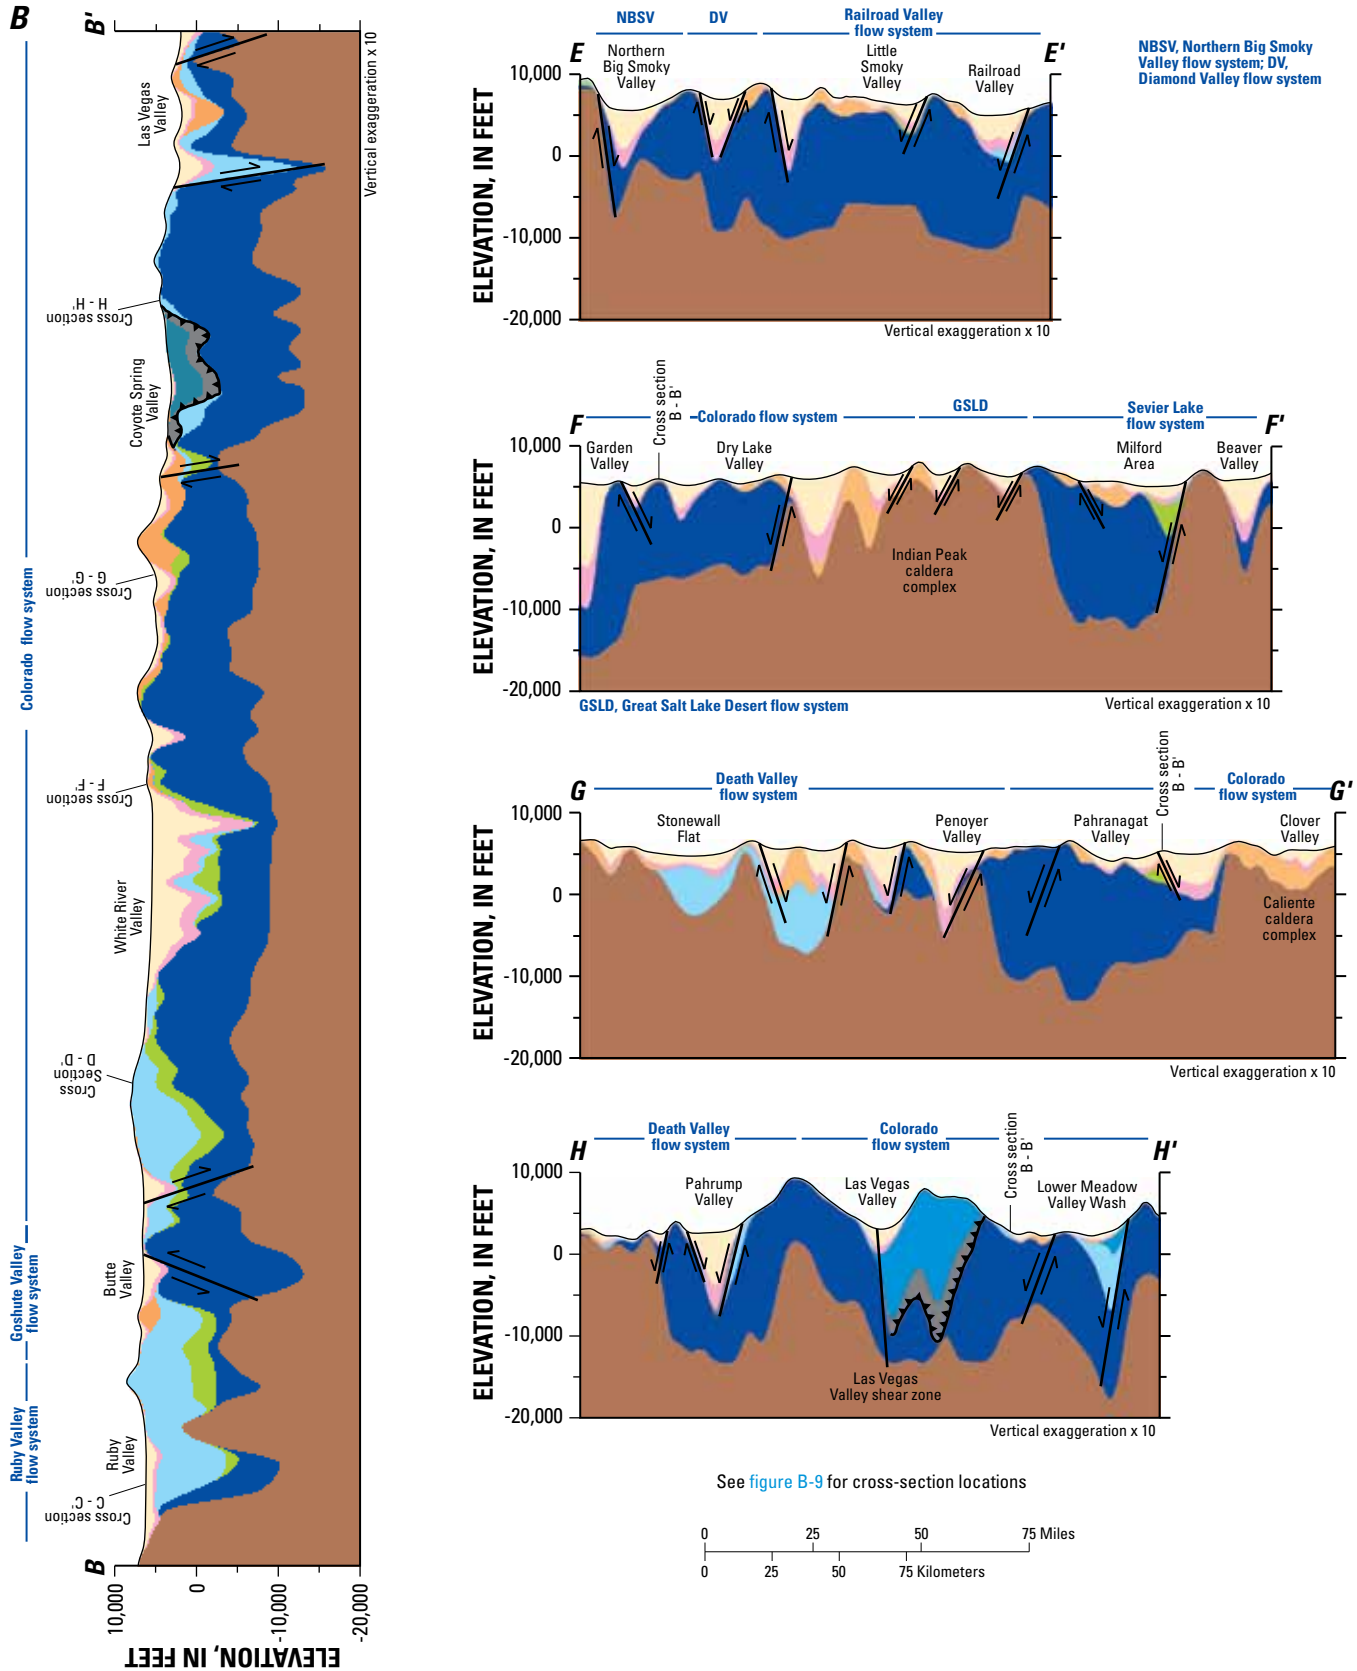 B
B'
Las Vegas
Valley
Vertical exaggeration x 10
Cross section
H - H'
Coyote Spring
Valley
Colorado flow system
Cross section
G - G'
Cross section
F - F'
White River
Valley
Cross
Section
D - D'
Goshute Valley
flow system
Butte
Valley
Ruby Valley
flow system
Ruby
Valley
Cross section
C - C'
B
10,000
0
-10,000
-20,000
ELEVATION, IN FEET
NBSV
DV
Railroad Valley
flow system
E
E'
Northern
Big Smoky
Valley
Little
Smoky
Valley
Railroad
Valley
NBSV, Northern Big Smoky
Valley flow system; DV,
Diamond Valley flow system
ELEVATION, IN FEET
10,000
0
-10,000
-20,000
Vertical exaggeration x 10
F
Cross section
B - B'
Colorado flow system
GSLD
Sevier Lake
flow system
F'
Garden
Valley
Dry Lake
Valley
Milford
Area
Beaver
Valley
ELEVATION, IN FEET
10,000
0
-10,000
-20,000
Indian Peak
caldera
complex
GSLD, Great Salt Lake Desert flow system
Vertical exaggeration x 10
G
Death Valley
flow system
Cross section
B - B'
Colorado
flow system
G'
Stonewall
Flat
Penoyer
Valley
Pahranagat
Valley
Clover
Valley
ELEVATION, IN FEET
10,000
0
-10,000
-20,000
Caliente
caldera
complex
Vertical exaggeration x 10
H
Death Valley
flow system
Colorado
flow system
Cross section
B - B'
H'
Pahrump
Valley
Las Vegas
Valley
Lower Meadow
Valley Wash
ELEVATION, IN FEET
10,000
0
-10,000
-20,000
Las Vegas
Valley shear zone
Vertical exaggeration x 10
See figure B-9 for cross-section locations
0 25 50 75 Miles
0 25 50 75 Kilometers